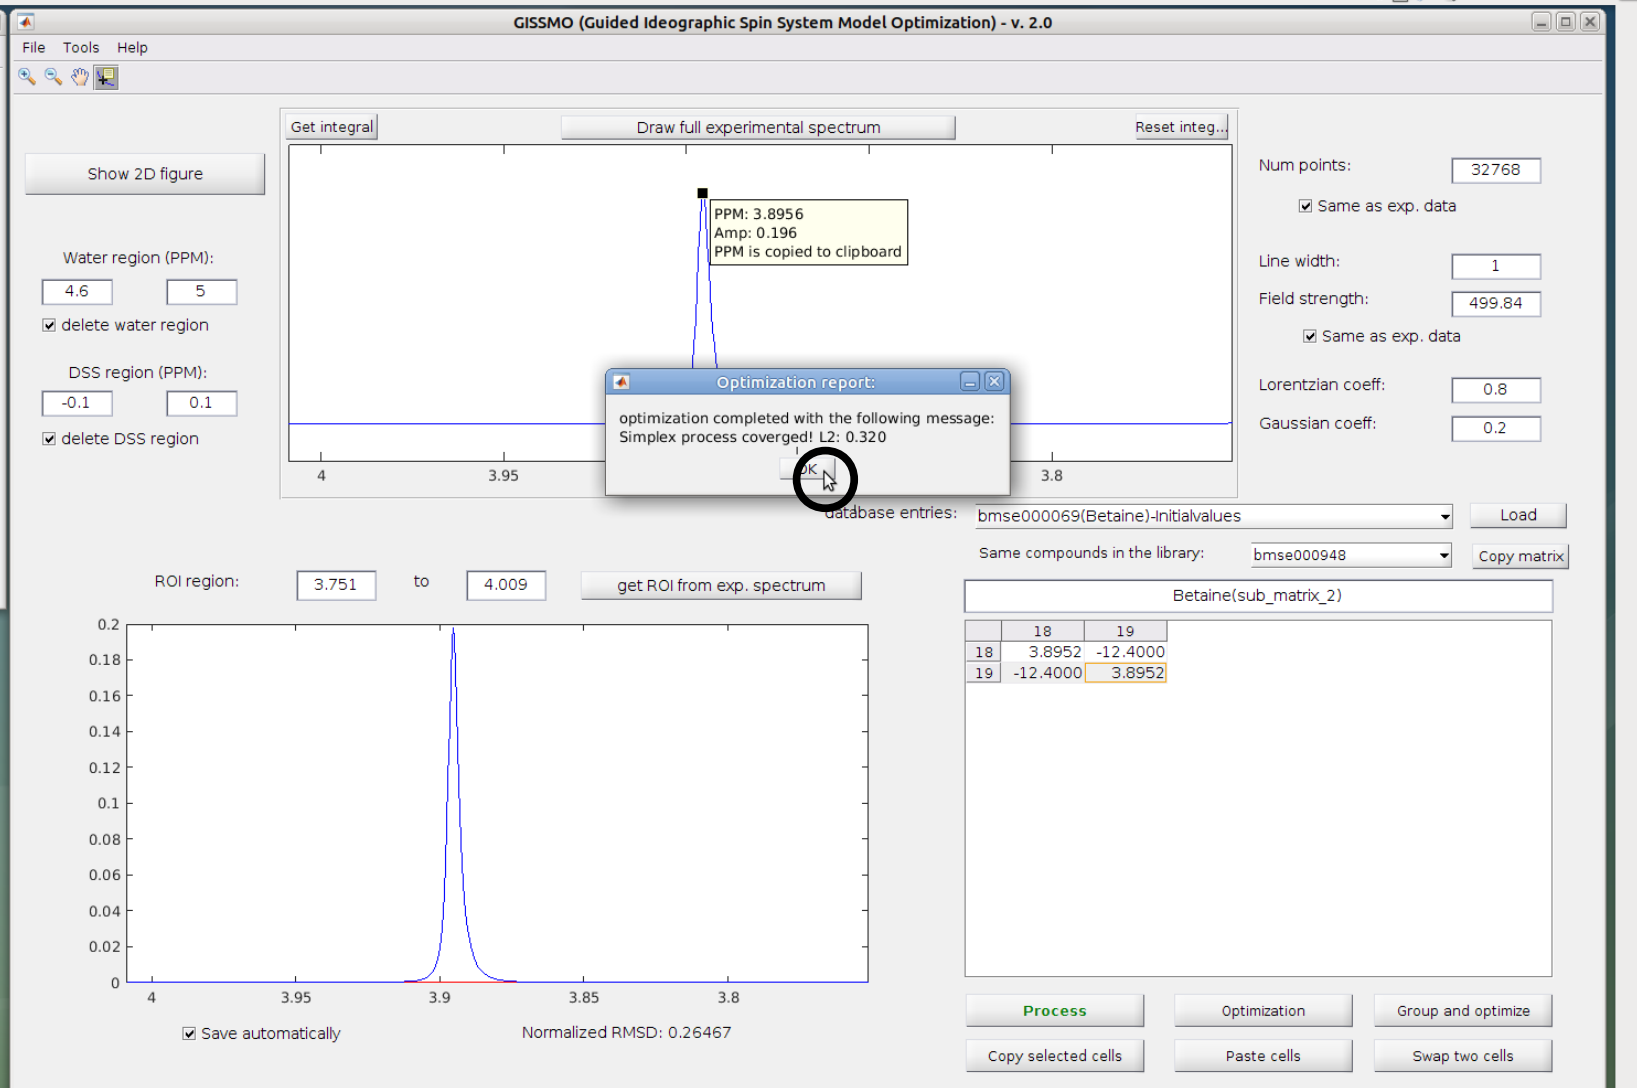 GISSMO (Guided Ideographic Spin System Model Optimization) - v. 2.0
File Tools Help
Get integral Draw full experimental spectrum Reset integ...
Show 2D figure
PPM: 3.8956
Amp: 0.196
PPM is copied to clipboard
4 3.95 3.8
Water region (PPM):
4.6 5
delete water region
DSS region (PPM):
-0.1 0.1
delete DSS region
Num points: 32768
Same as exp. data
Line width: 1
Field strength: 499.84
Same as exp. data
Lorentzian coeff: 0.8
Gaussian coeff: 0.2
Optimization report:
optimization completed with the following message:
Simplex process coverged! L2: 0.320
OK
database entries: bmse000069(Betaine)-Initialvalues Load
Same compounds in the library: bmse000948 Copy matrix
ROI region: 3.751 to 4.009 get ROI from exp. spectrum
Betaine(sub_matrix_2)
18 19
18 3.8952 -12.4000
19 -12.4000 3.8952
0.2
0.18
0.16
0.14
0.12
0.1
0.08
0.06
0.04
0.02
0
4 3.95 3.9 3.85 3.8
Save automatically Normalized RMSD: 0.26467
Process Optimization Group and optimize
Copy selected cells Paste cells Swap two cells